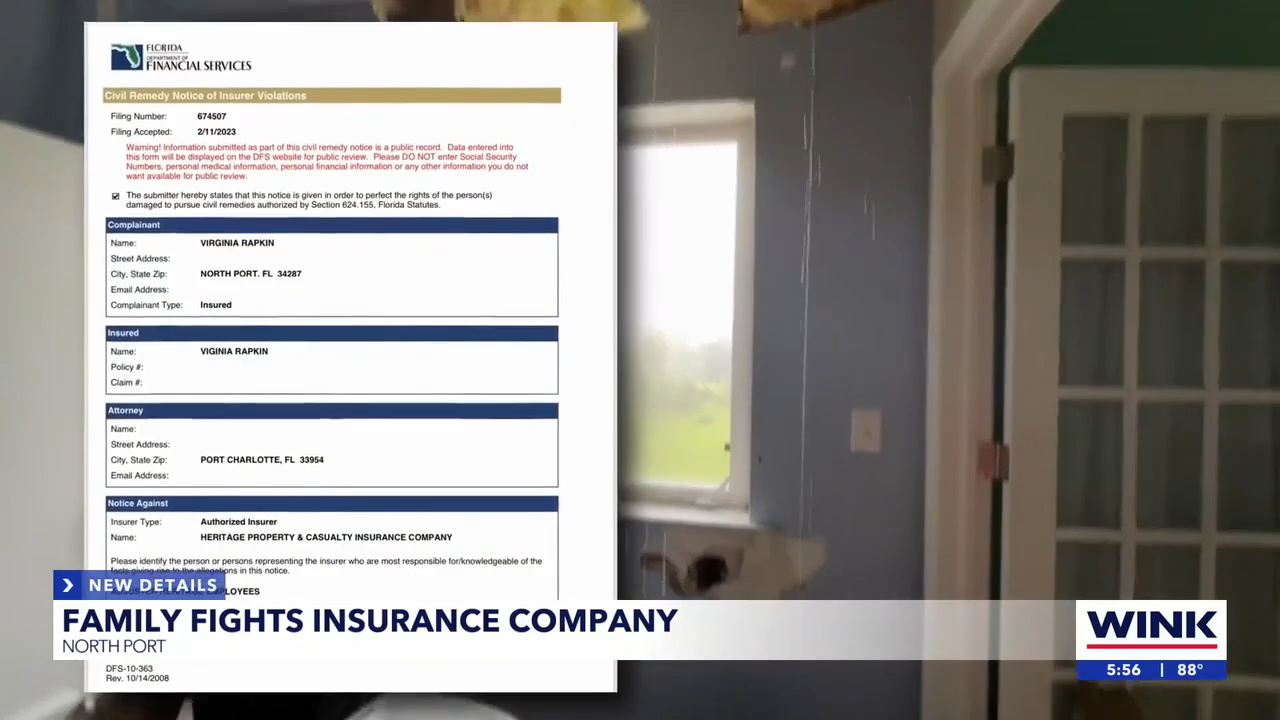 FLORIDA
DEPARTMENT OF
FINANCIAL SERVICES
Civil Remedy Notice of Insurer Violations
Filing Number: 674507
Filing Accepted: 2/11/2023
Warning! Information submitted as part of this civil remedy notice is a public record. Data entered into
this form will be displayed on the DFS website for public review. Please DO NOT enter Social Security
Numbers, personal medical information, personal financial information or any other information you do not
want available for public review.
The submitter hereby states that this notice is given in order to perfect the rights of the person(s)
damaged to pursue civil remedies authorized by Section 624.155, Florida Statutes.
Complainant
Name: VIRGINIA RAPKIN
Street Address:
City, State Zip: NORTH PORT. FL 34287
Email Address:
Complainant Type: Insured
Insured
Name: VIGINIA RAPKIN
Policy #:
Claim #:
Attorney
Name:
Street Address:
City, State Zip: PORT CHARLOTTE, FL 33954
Email Address:
Notice Against
Insurer Type: Authorized Insurer
Name: HERITAGE PROPERTY & CASUALTY INSURANCE COMPANY
Please identify the person or persons representing the insurer who are most responsible for/knowledgeable of the
facts giving rise to the allegations in this notice.
NEW DETAILS
FAMILY FIGHTS INSURANCE COMPANY
NORTH PORT
WINK
5:56 | 88°
DFS-10-363
Rev. 10/14/2008